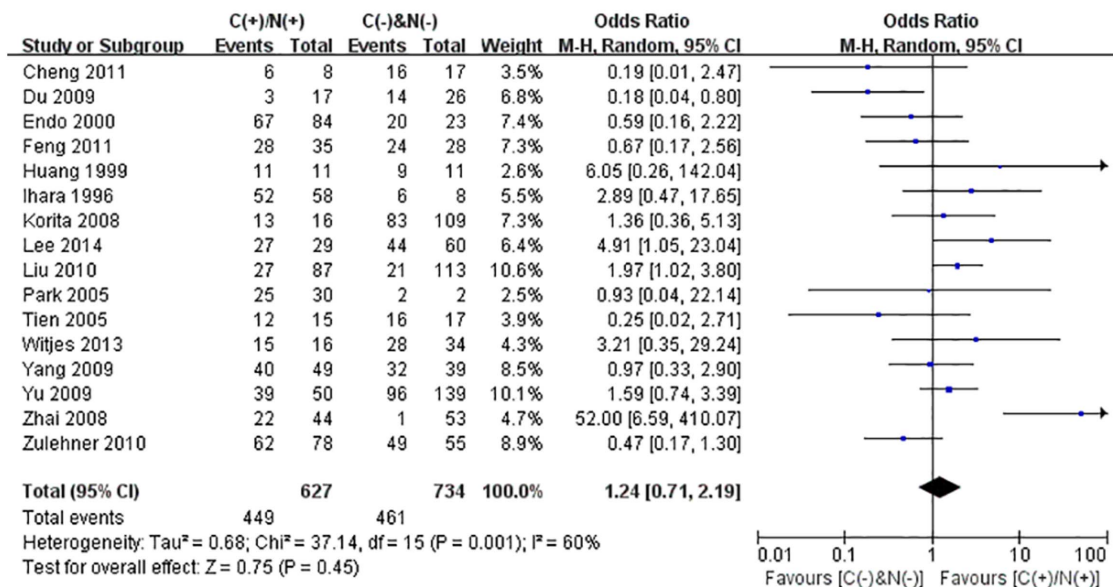 C(+)/N(+) C(-)&N(-) Odds Ratio Odds Ratio
Study or Subgroup Events Total Events Total Weight M-H, Random, 95% CI M-H, Random, 95% CI
Cheng 2011 6 8 16 17 3.5% 0.19 [0.01, 2.47]
Du 2009 3 17 14 26 6.8% 0.18 [0.04, 0.80]
Endo 2000 67 84 20 23 7.4% 0.59 [0.16, 2.22]
Feng 2011 28 35 24 28 7.3% 0.67 [0.17, 2.56]
Huang 1999 11 11 9 11 2.6% 6.05 [0.26, 142.04]
Ihara 1996 52 58 6 8 5.5% 2.89 [0.47, 17.65]
Korita 2008 13 16 83 109 7.3% 1.36 [0.36, 5.13]
Lee 2014 27 29 44 60 6.4% 4.91 [1.05, 23.04]
Liu 2010 27 87 21 113 10.6% 1.97 [1.02, 3.80]
Park 2005 25 30 2 2 2.5% 0.93 [0.04, 22.14]
Tien 2005 12 15 16 17 3.9% 0.25 [0.02, 2.71]
Witjes 2013 15 16 28 34 4.3% 3.21 [0.35, 29.24]
Yang 2009 40 49 32 39 8.6% 0.97 [0.33, 2.90]
Yu 2009 39 50 96 139 10.1% 1.59 [0.74, 3.39]
Zhai 2008 22 44 1 53 4.7% 52.00 [6.59, 410.07]
Zulehner 2010 62 78 49 55 8.9% 0.47 [0.17, 1.30]
Total (95% CI) 627 734 100.0% 1.24 [0.71, 2.19]
Total events 449 461
Heterogeneity: Tau² = 0.68; Chi² = 37.14, df = 15 (P = 0.001); I² = 60%
Test for overall effect: Z = 0.75 (P = 0.45)
0.01 0.1 1 10 100
Favours [C(-)&N(-)] Favours [C(+)/N(+)]